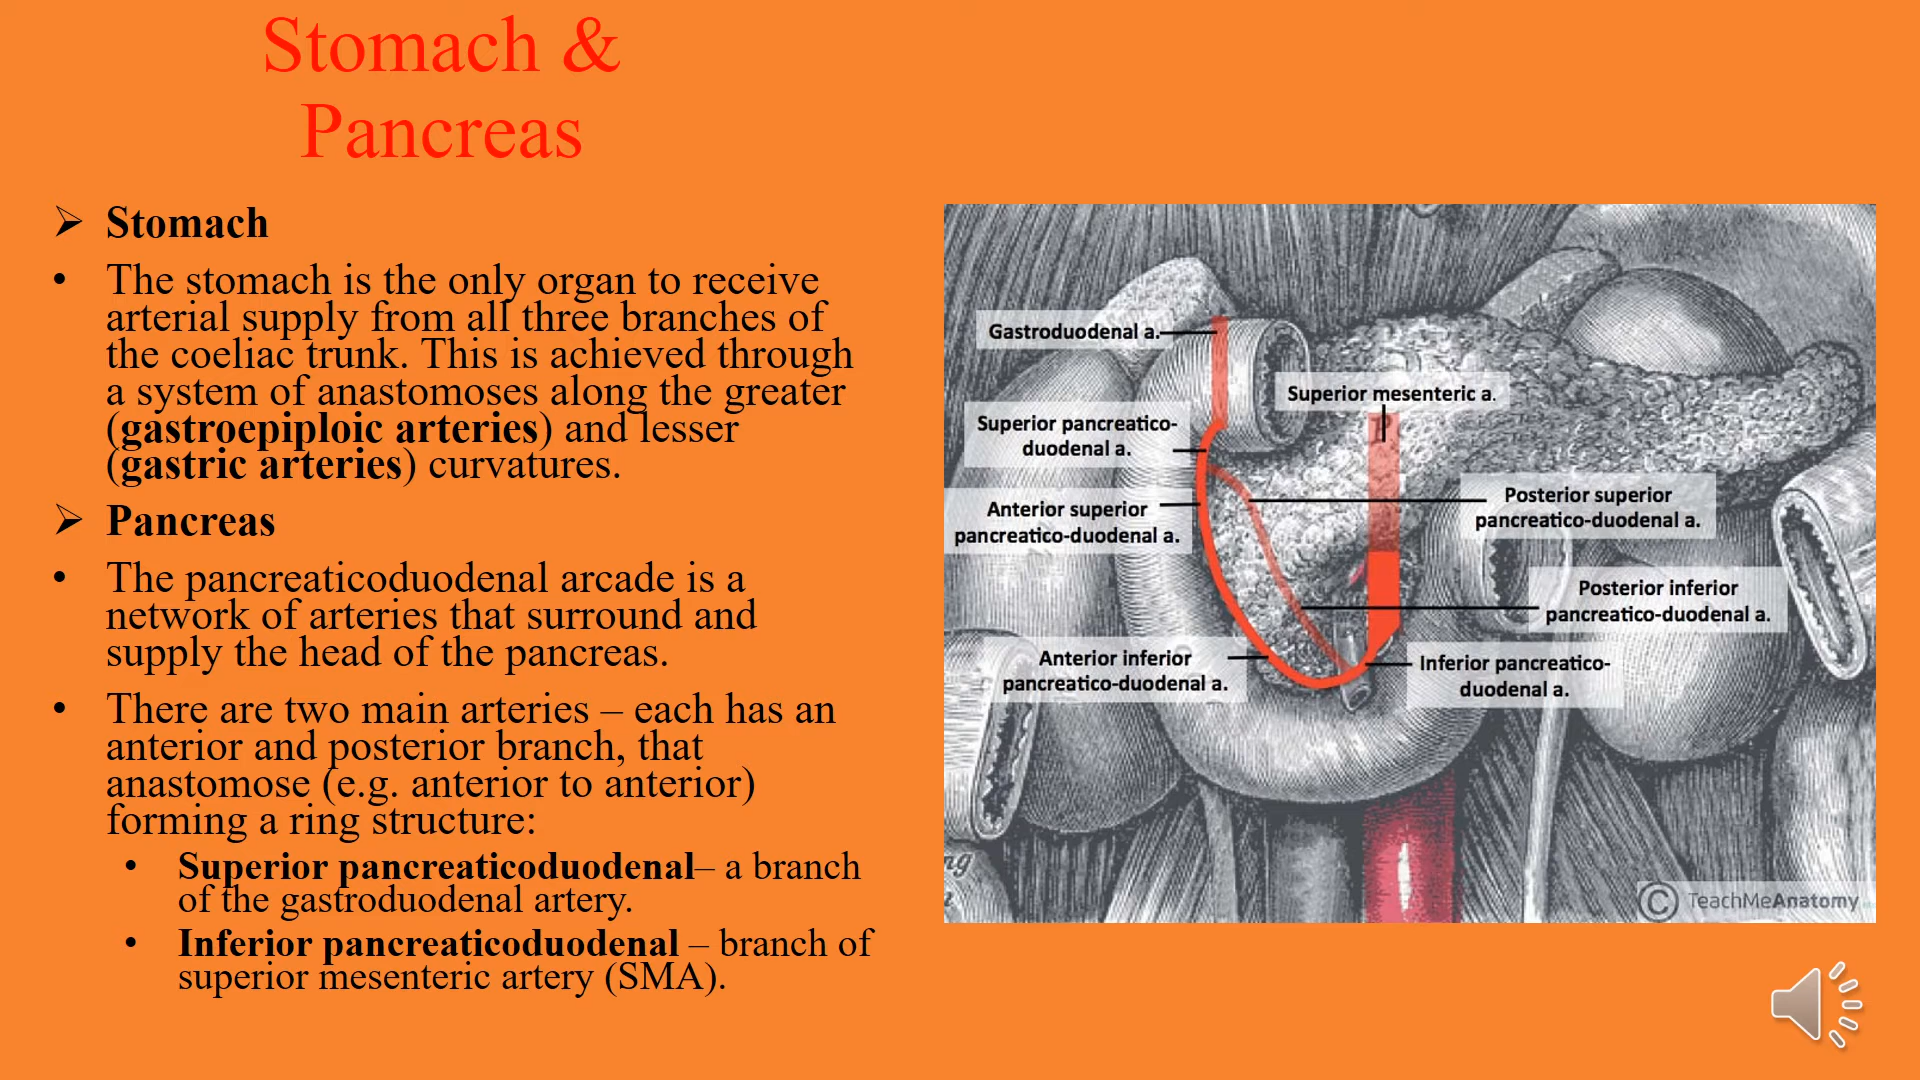 Stomach &
Pancreas
➢ Stomach
• The stomach is the only organ to receive
arterial supply from all three branches of
the coeliac trunk. This is achieved through
a system of anastomoses along the greater
(gastroepiploic arteries) and lesser
(gastric arteries) curvatures.
➢ Pancreas
• The pancreaticoduodenal arcade is a
network of arteries that surround and
supply the head of the pancreas.
• There are two main arteries – each has an
anterior and posterior branch, that
anastomose (e.g. anterior to anterior)
forming a ring structure:
• Superior pancreaticoduodenal– a branch
of the gastroduodenal artery.
• Inferior pancreaticoduodenal – branch of
superior mesenteric artery (SMA).
Gastroduodenal a.
Superior mesenteric a.
Superior pancreatico-
duodenal a.
Anterior superior
pancreatico-duodenal a.
Posterior superior
pancreatico-duodenal a.
Posterior inferior
pancreatico-duodenal a.
Anterior inferior
pancreatico-duodenal a.
Inferior pancreatico-
duodenal a.
© TeachMeAnatomy